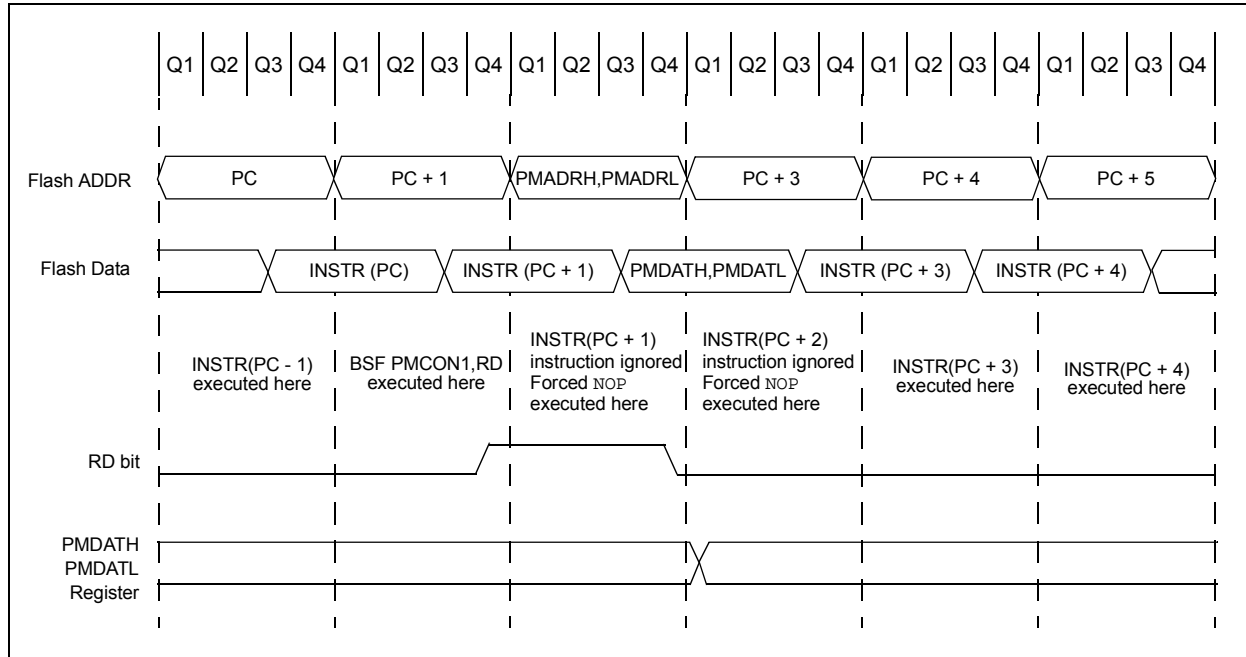 Q1 Q2 Q3 Q4 Q1 Q2 Q3 Q4 Q1 Q2 Q3 Q4 Q1 Q2 Q3 Q4 Q1 Q2 Q3 Q4 Q1 Q2 Q3 Q4
Flash ADDR PC PC + 1 PMADRH,PMADRL PC + 3 PC + 4 PC + 5
Flash Data INSTR (PC) INSTR (PC + 1) PMDATH,PMDATL INSTR (PC + 3) INSTR (PC + 4)
INSTR(PC - 1)
executed here
BSF PMCON1,RD
executed here
INSTR(PC + 1)
instruction ignored
Forced NOP
executed here
INSTR(PC + 2)
instruction ignored
Forced NOP
executed here
INSTR(PC + 3)
executed here
INSTR(PC + 4)
executed here
RD bit
PMDATH
PMDATL
Register